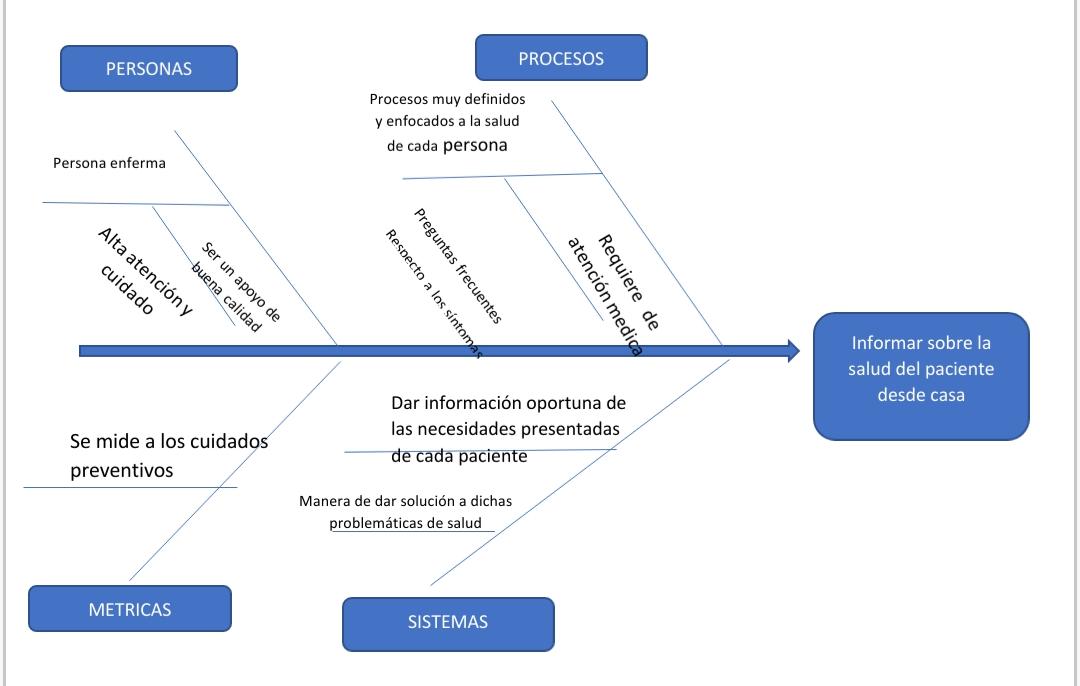 PERSONAS
PROCESOS
Procesos muy definidos
y enfocados a la salud
de cada persona
Persona enferma
Alta atención y
cuidado
Ser un apoyo de
buena calidad
Preguntas frecuentes
Respecto a los síntomas
Requiere de
atención medica
Informar sobre la
salud del paciente
desde casa
Dar información oportuna de
las necesidades presentadas
de cada paciente
Se mide a los cuidados
preventivos
Manera de dar solución a dichas
problemáticas de salud
METRICAS
SISTEMAS